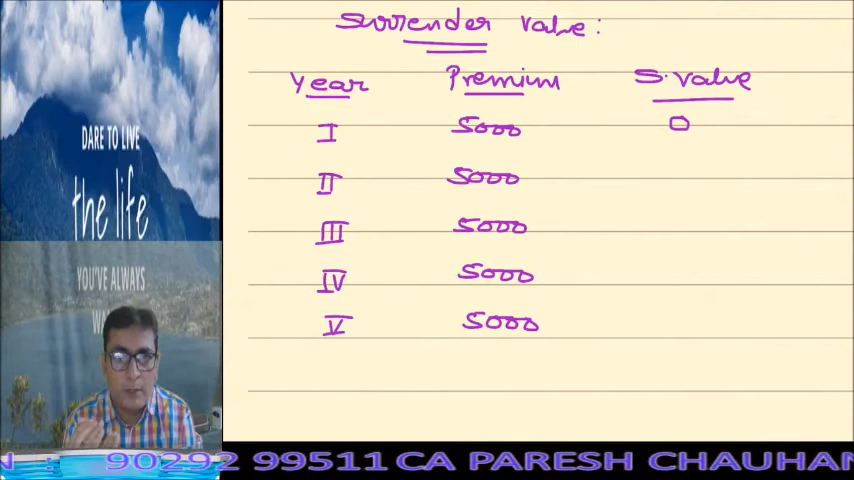 Surrender Value:
Year Premium S.Value
I 5000 0
II 5000
III 5000
IV 5000
V 5000
DARE TO LIVE
the life
YOU'VE ALWAYS
N : 90292 99511 CA PARESH CHAUHAN